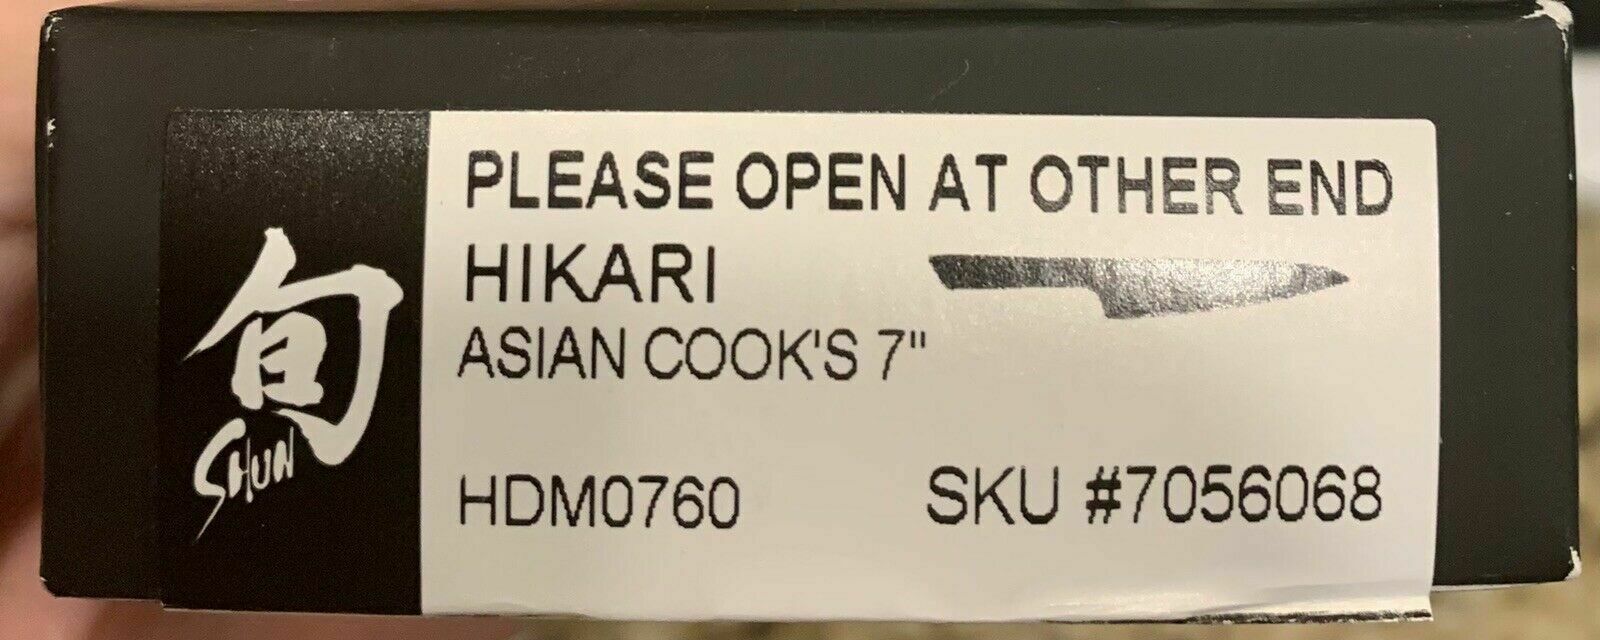 旬
SHUN
PLEASE OPEN AT OTHER END
HIKARI
ASIAN COOK'S 7"
HDM0760 SKU #7056068